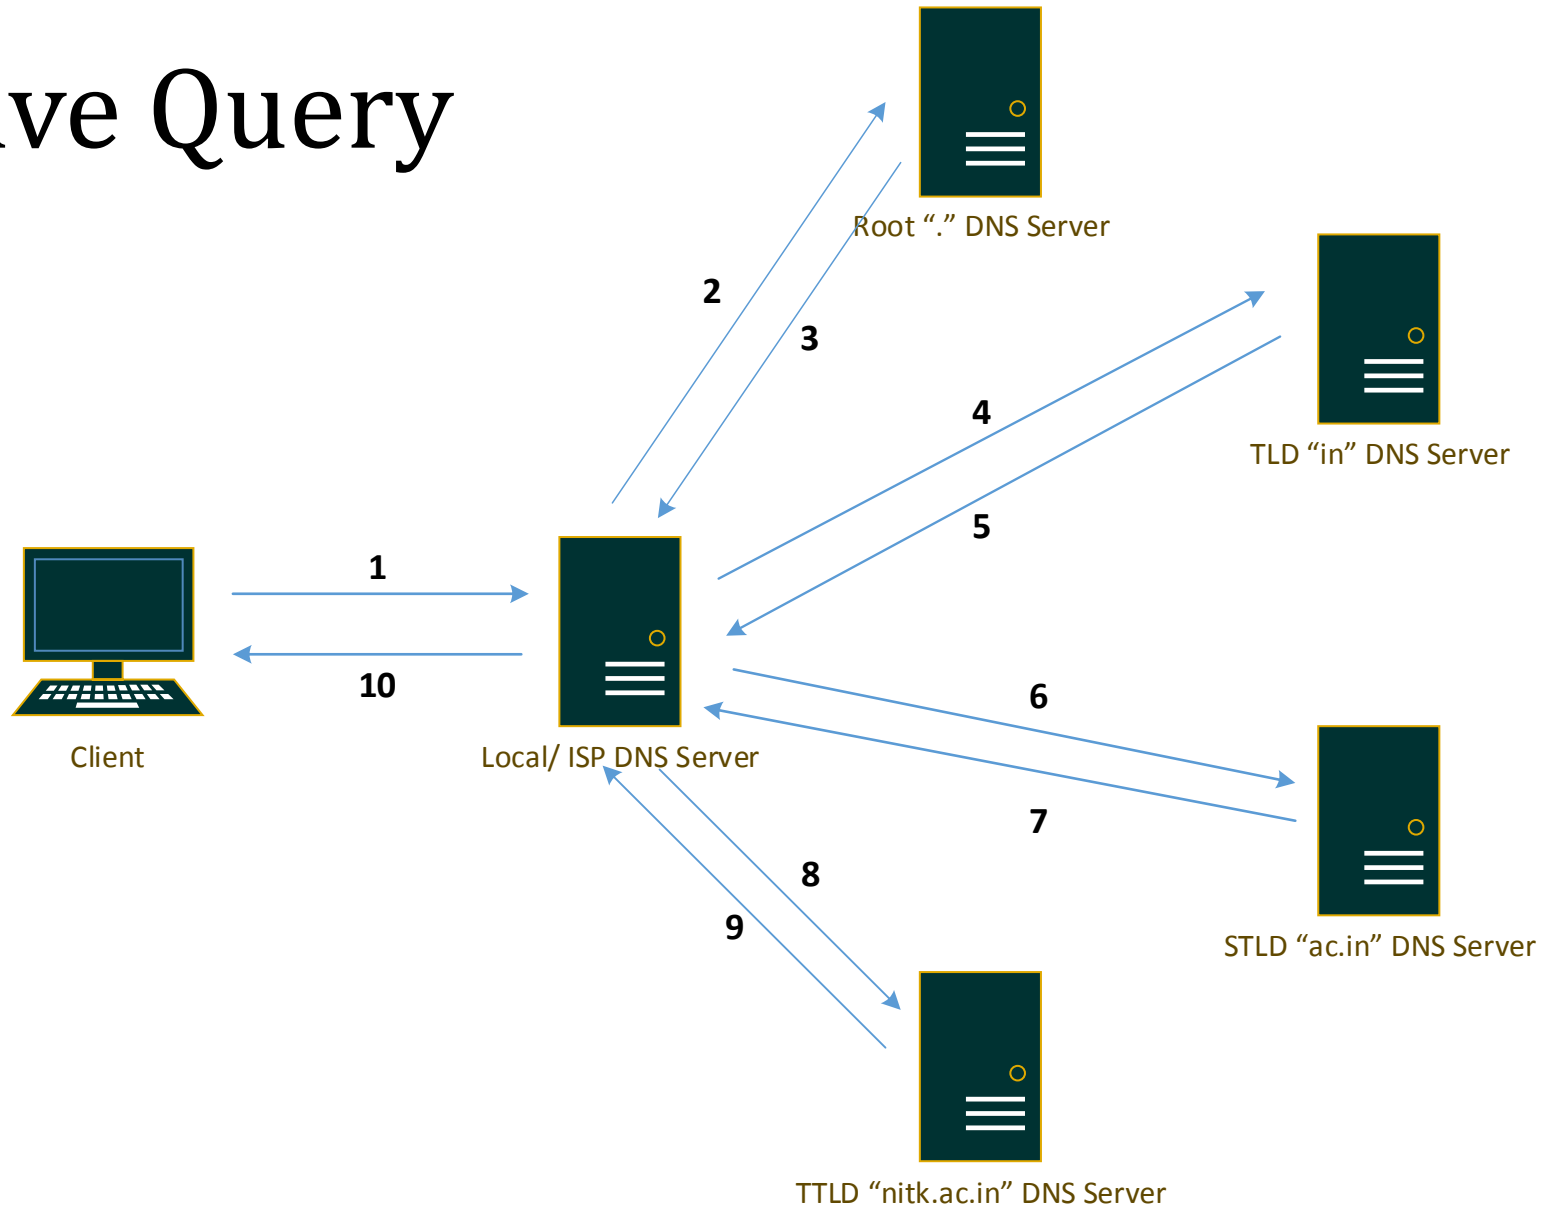 ve Query
Root “.” DNS Server
2
3
TLD “in” DNS Server
4
5
1
10
6
7
Client
Local/ ISP DNS Server
8
9
STLD “ac.in” DNS Server
TTLD “nitk.ac.in” DNS Server